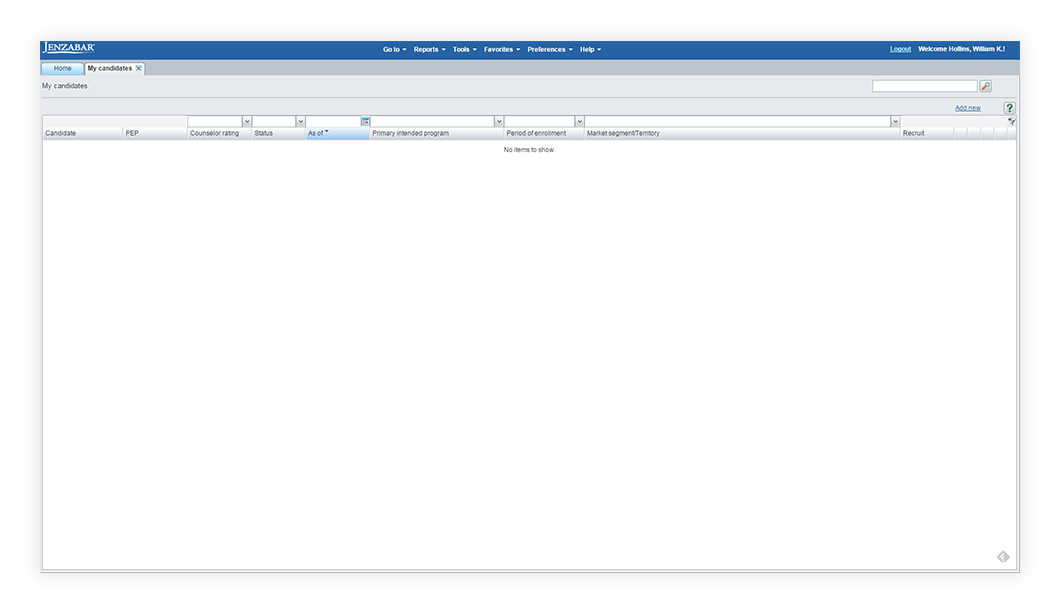 JENZABAR
Go to Reports Tools Favorites Preferences Help Logout Welcome Hollins, William K.!
Home My candidates
My candidates
Add new ?
Candidate PEP Counselor rating Status As of Primary intended program Period of enrollment Market segment/Territory Recruit
No items to show.